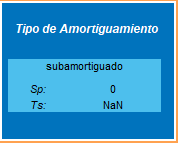 Tipo de Amortiguamiento
subamortiguado
Sp: 0
Ts: NaN